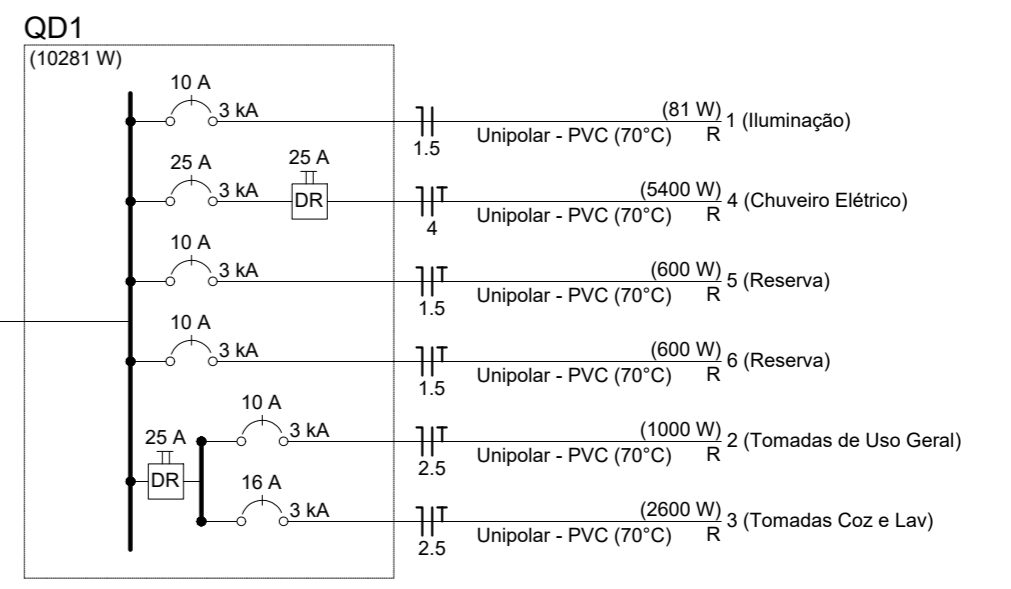 QD1
(10281 W)
10 A
3 kA
1.5
(81 W)
Unipolar - PVC (70°C)
R
1 (Iluminação)
25 A
3 kA
25 A
DR
T
4
(5400 W)
Unipolar - PVC (70°C)
R
4 (Chuveiro Elétrico)
10 A
3 kA
T
1.5
(600 W)
Unipolar - PVC (70°C)
R
5 (Reserva)
10 A
3 kA
T
1.5
(600 W)
Unipolar - PVC (70°C)
R
6 (Reserva)
25 A
DR
10 A
3 kA
T
2.5
(1000 W)
Unipolar - PVC (70°C)
R
2 (Tomadas de Uso Geral)
16 A
3 kA
T
2.5
(2600 W)
Unipolar - PVC (70°C)
R
3 (Tomadas Coz e Lav)